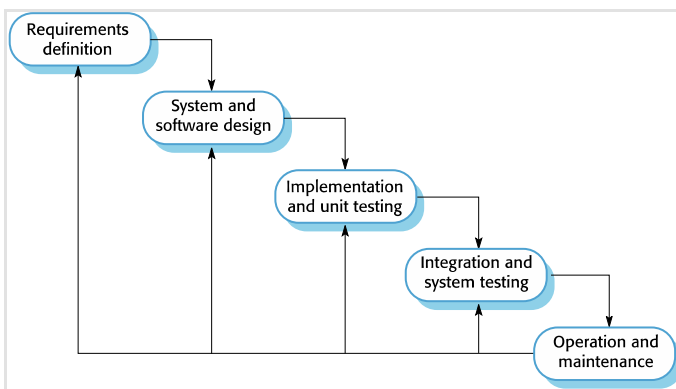 Requirements
definition
System and
software design
Implementation
and unit testing
Integration and
system testing
Operation and
maintenance